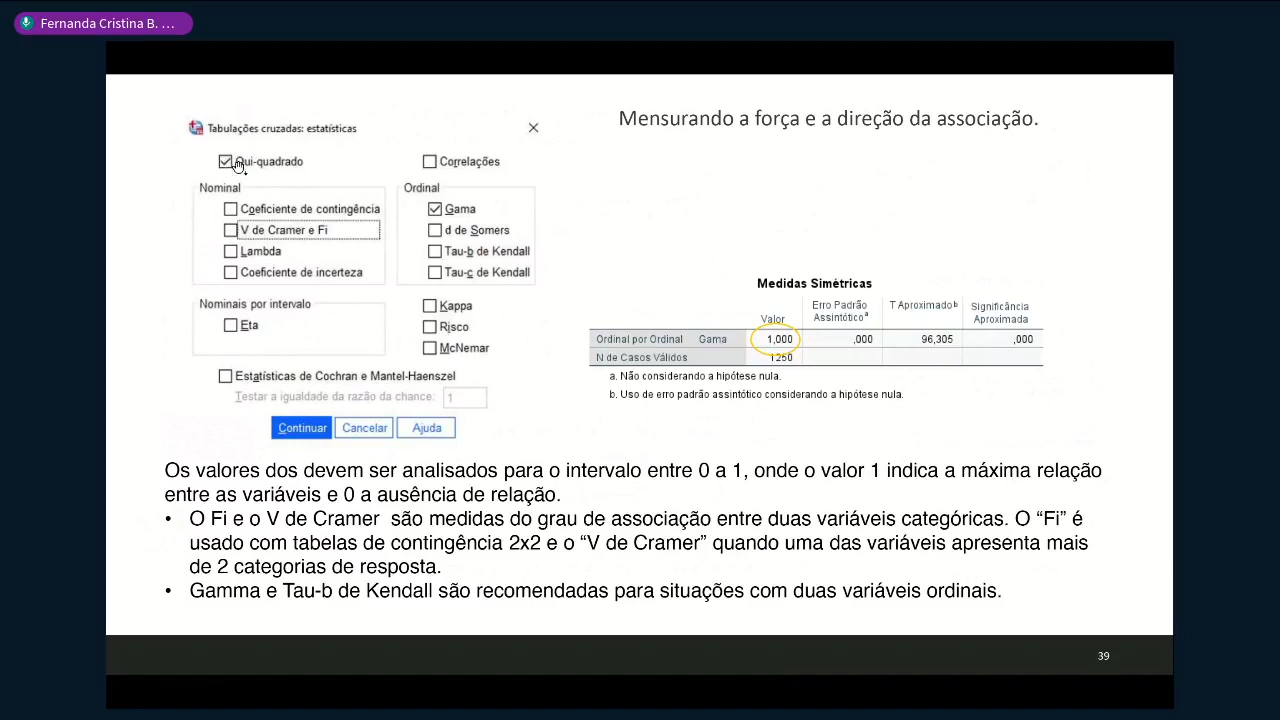 Fernanda Cristina B. ...
Mensurando a força e a direção da associação.
Tabulações cruzadas: estatísticas
Qui-quadrado
Correlações
Nominal
Coeficiente de contingência
V de Cramer e Fi
Lambda
Coeficiente de incerteza
Ordinal
Gama
d de Somers
Tau-b de Kendall
Tau-c de Kendall
Nominais por intervalo
Eta
Kappa
Risco
McNemar
Estatísticas de Cochran e Mantel-Haenszel
Testar a igualdade da razão da chance: 1
Continuar Cancelar Ajuda
Medidas Simétricas
Valor Erro Padrão Assintótico a T Aproximado b Significância Aproximada
Ordinal por Ordinal Gama 1,000 ,000 96,305 ,000
N de Casos Válidos 1250
a. Não considerando a hipótese nula.
b. Uso de erro padrão assintótico considerando a hipótese nula.
Os valores dos devem ser analisados para o intervalo entre 0 a 1, onde o valor 1 indica a máxima relação
entre as variáveis e 0 a ausência de relação.
• O Fi e o V de Cramer são medidas do grau de associação entre duas variáveis categóricas. O “Fi” é
usado com tabelas de contingência 2x2 e o “V de Cramer” quando uma das variáveis apresenta mais
de 2 categorias de resposta.
• Gamma e Tau-b de Kendall são recomendadas para situações com duas variáveis ordinais.
39